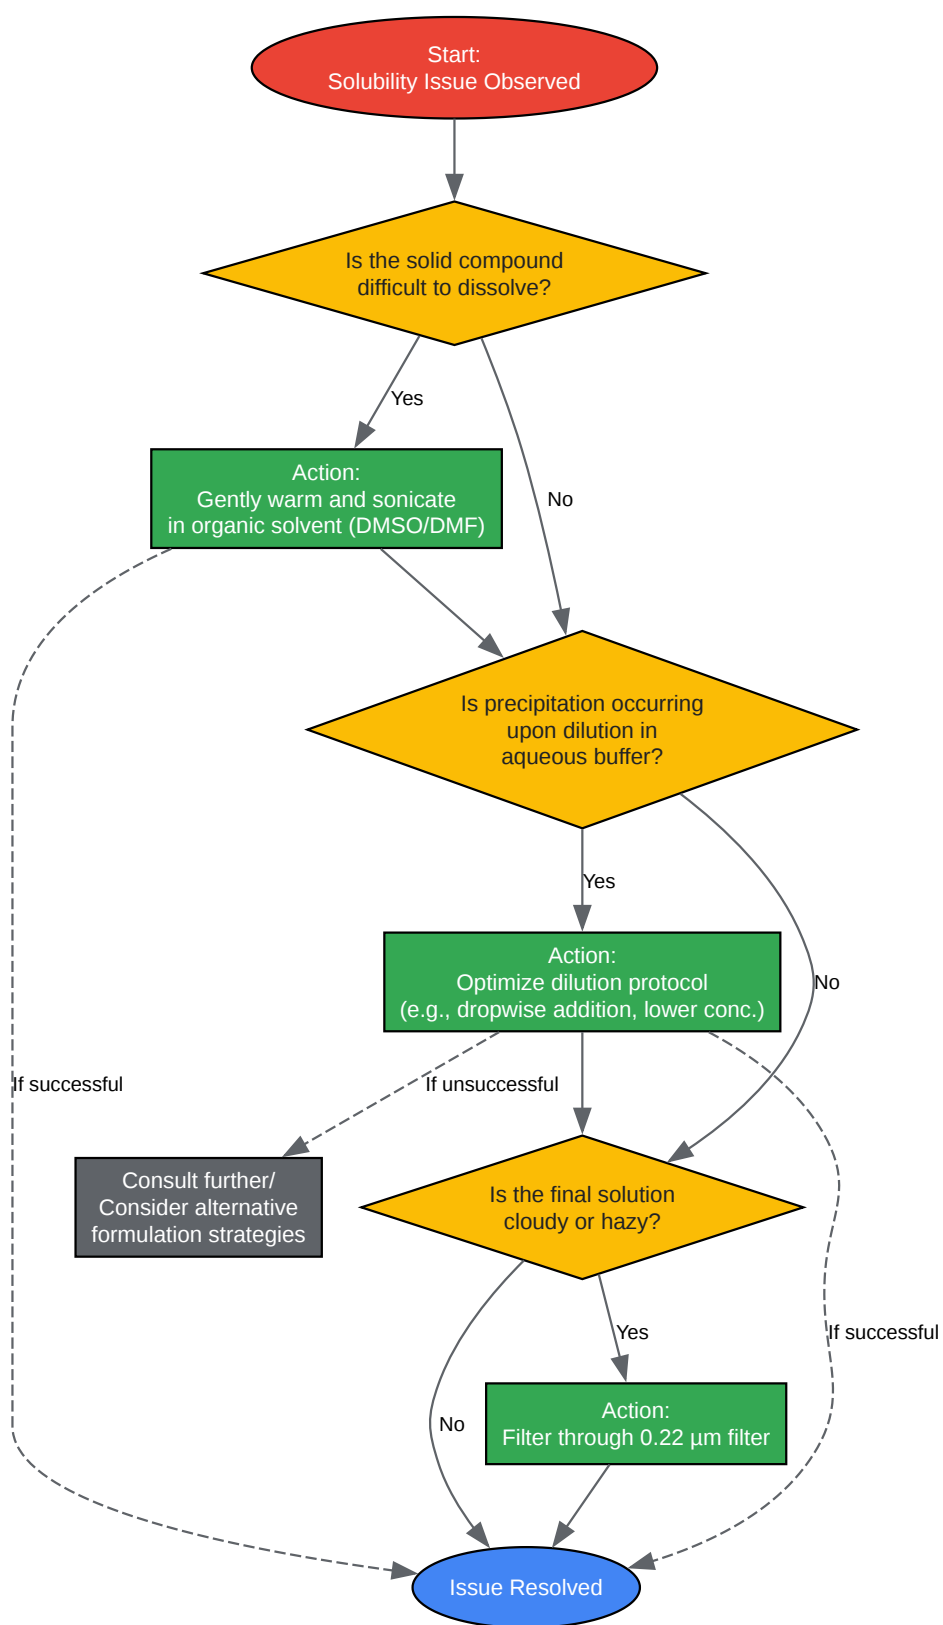 Start:
Solubility Issue Observed
Is the solid compound
difficult to dissolve?
Yes
No
Action:
Gently warm and sonicate
in organic solvent (DMSO/DMF)
Is precipitation occurring
upon dilution in
aqueous buffer?
Yes
No
Action:
Optimize dilution protocol
(e.g., dropwise addition, lower conc.)
If successful
If unsuccessful
Consult further/
Consider alternative
formulation strategies
Is the final solution
cloudy or hazy?
Yes
If successful
No
Action:
Filter through 0.22 µm filter
Issue Resolved